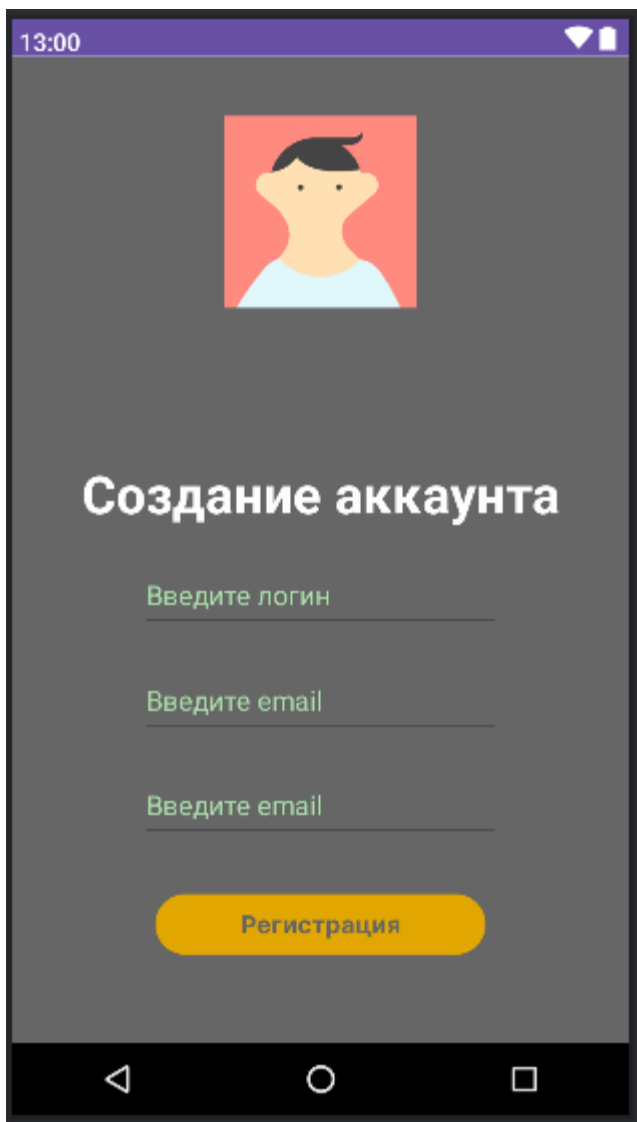 13:00
Создание аккаунта
Введите логин
Введите email
Введите email
Регистрация